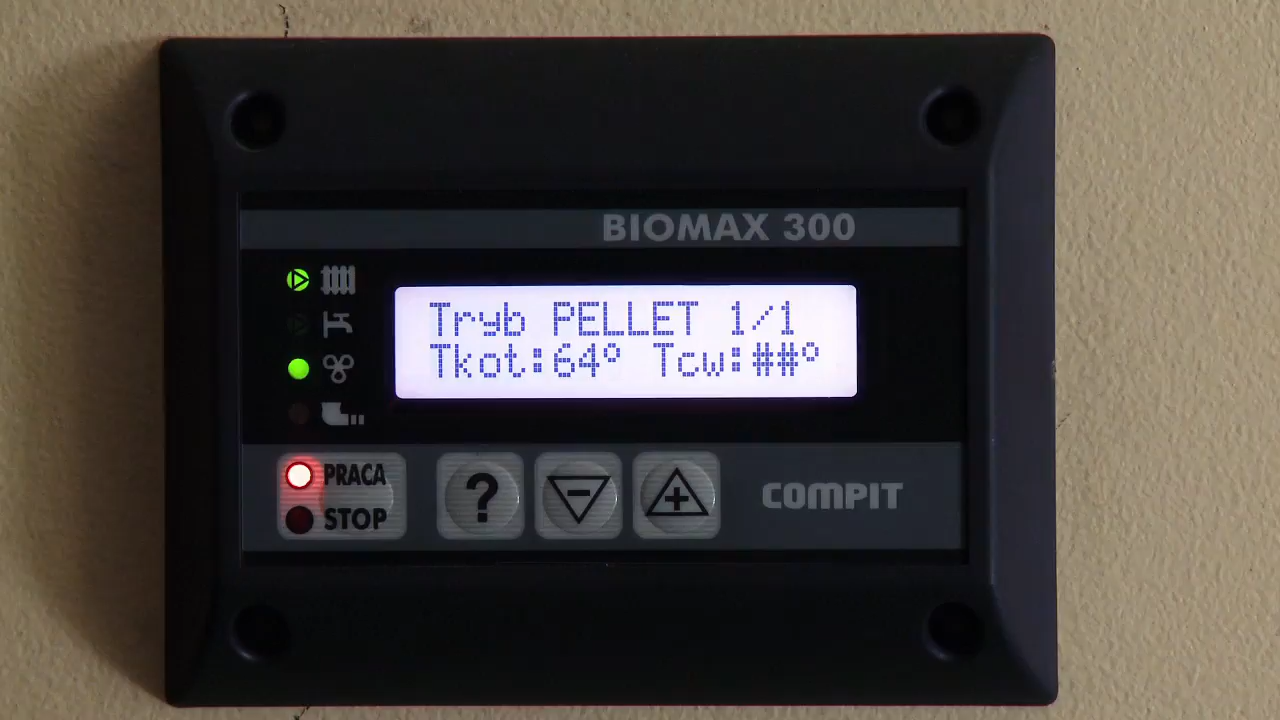 BIOMAX 300
Tryb PELLET 1/1
Tkot:64° Tcw:##°
PRACA
STOP
?
-
+
COMPIT